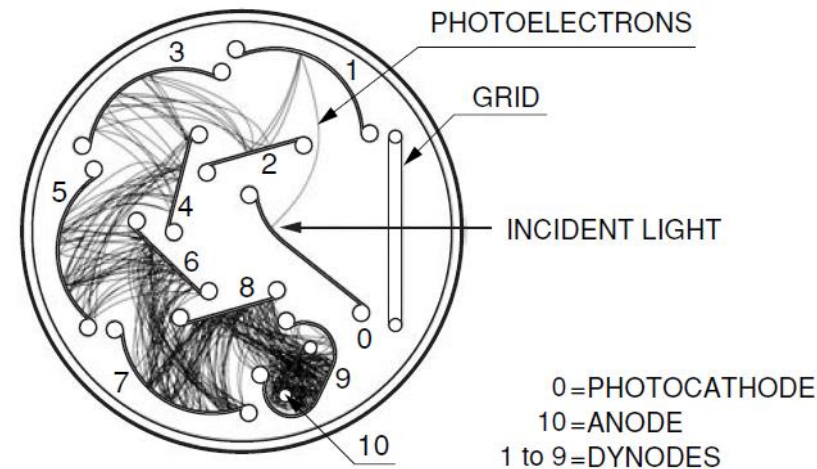 PHOTOELECTRONS
3
1
GRID
2
5
4
INCIDENT LIGHT
6
8
0
7
9
0=PHOTOCATHODE
10
10=ANODE
1 to 9=DYNODES